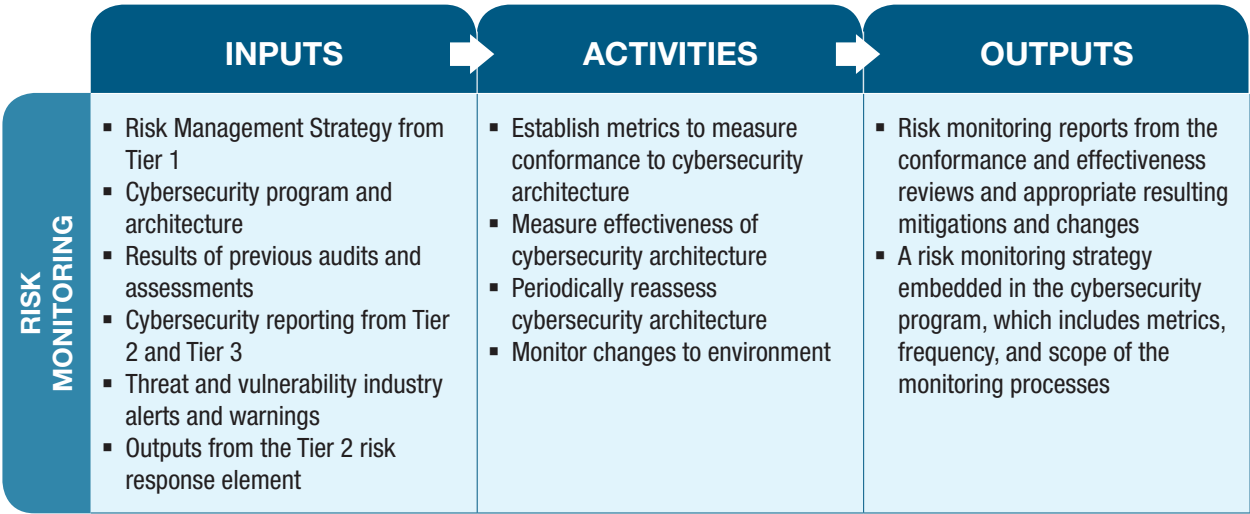 INPUTS
ACTIVITIES
OUTPUTS
RISK
MONITORING
▪ Risk Management Strategy from
Tier 1
▪ Cybersecurity program and
architecture
▪ Results of previous audits and
assessments
▪ Cybersecurity reporting from Tier
2 and Tier 3
▪ Threat and vulnerability industry
alerts and warnings
▪ Outputs from the Tier 2 risk
response element
▪ Establish metrics to measure
conformance to cybersecurity
architecture
▪ Measure effectiveness of
cybersecurity architecture
▪ Periodically reassess
cybersecurity architecture
▪ Monitor changes to environment
▪ Risk monitoring reports from the
conformance and effectiveness
reviews and appropriate resulting
mitigations and changes
▪ A risk monitoring strategy
embedded in the cybersecurity
program, which includes metrics,
frequency, and scope of the
monitoring processes